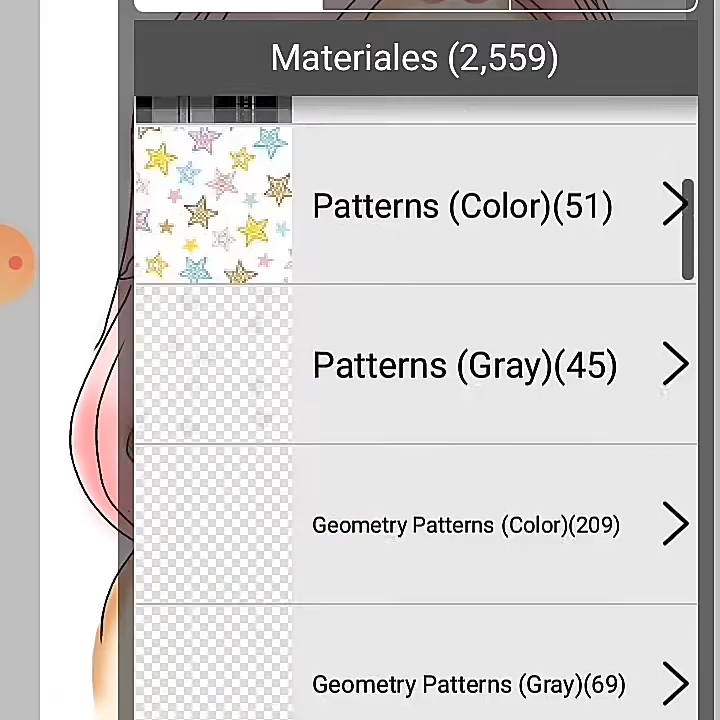 Materiales (2,559)
Patterns (Color)(51)
Patterns (Gray)(45)
Geometry Patterns (Color)(209)
Geometry Patterns (Gray)(69)